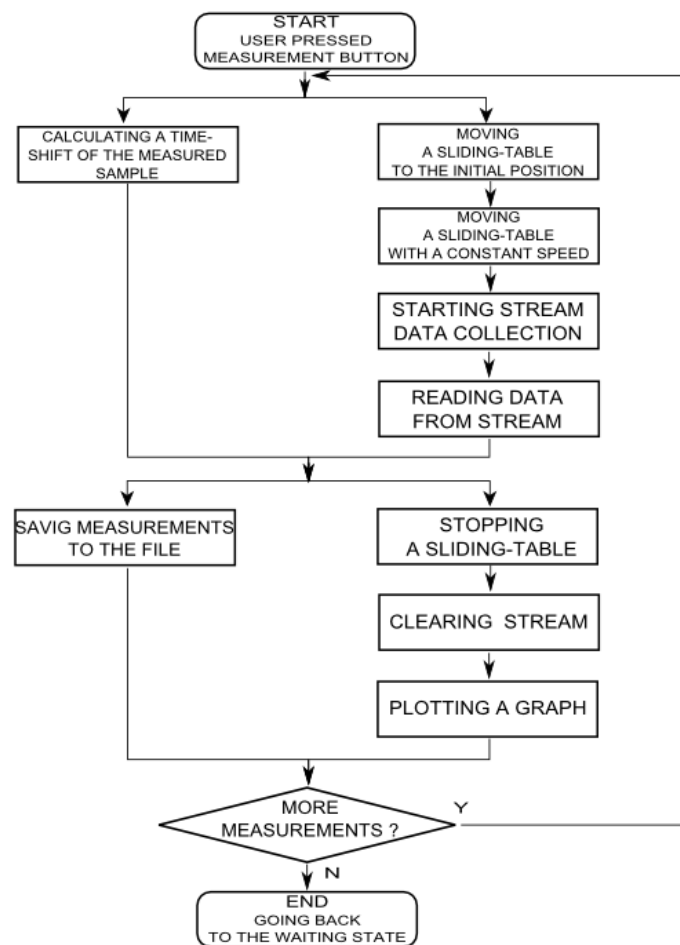 START
USER PRESSED
MEASUREMENT BUTTON
CALCULATING A TIME-
SHIFT OF THE MEASURED
SAMPLE
MOVING
A SLIDING-TABLE
TO THE INITIAL POSITION
MOVING
A SLIDING-TABLE
WITH A CONSTANT SPEED
STARTING STREAM
DATA COLLECTION
READING DATA
FROM STREAM
SAVIG MEASUREMENTS
TO THE FILE
STOPPING
A SLIDING-TABLE
CLEARING STREAM
PLOTTING A GRAPH
MORE
MEASUREMENTS ?
Y
N
END
GOING BACK
TO THE WAITING STATE